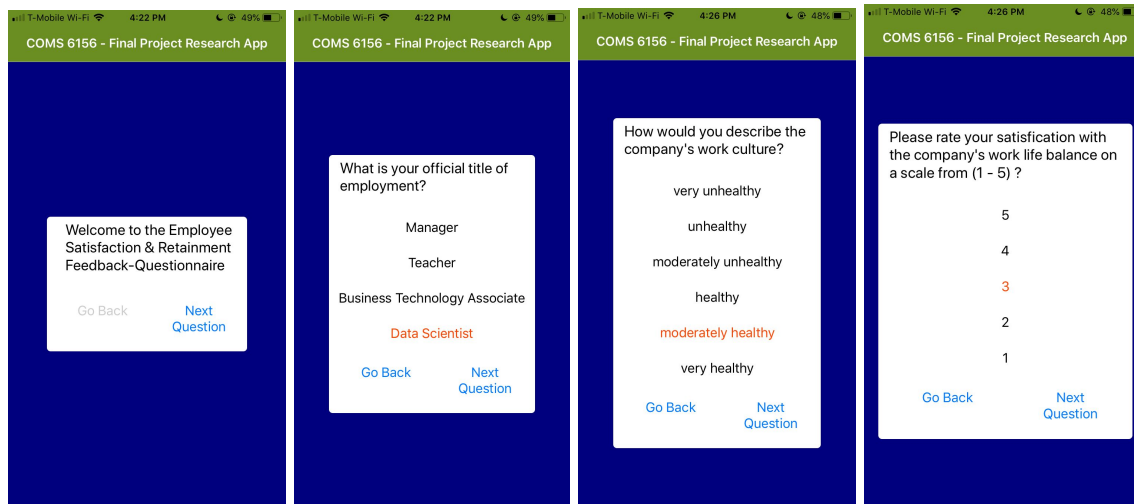 T-Mobile Wi-Fi 4:22 PM 49%
COMS 6156 - Final Project Research App
Welcome to the Employee
Satisfaction & Retainment
Feedback-Questionnaire
Go Back
Next
Question
T-Mobile Wi-Fi 4:22 PM 49%
COMS 6156 - Final Project Research App
What is your official title of
employment?
Manager
Teacher
Business Technology Associate
Data Scientist
Go Back
Next
Question
T-Mobile Wi-Fi 4:26 PM 48%
COMS 6156 - Final Project Research App
How would you describe the
company's work culture?
very unhealthy
unhealthy
moderately unhealthy
healthy
moderately healthy
very healthy
Go Back
Next
Question
T-Mobile Wi-Fi 4:26 PM 48%
COMS 6156 - Final Project Research App
Please rate your satisfication with
the company's work life balance on
a scale from (1 - 5) ?
5
4
3
2
1
Go Back
Next
Question